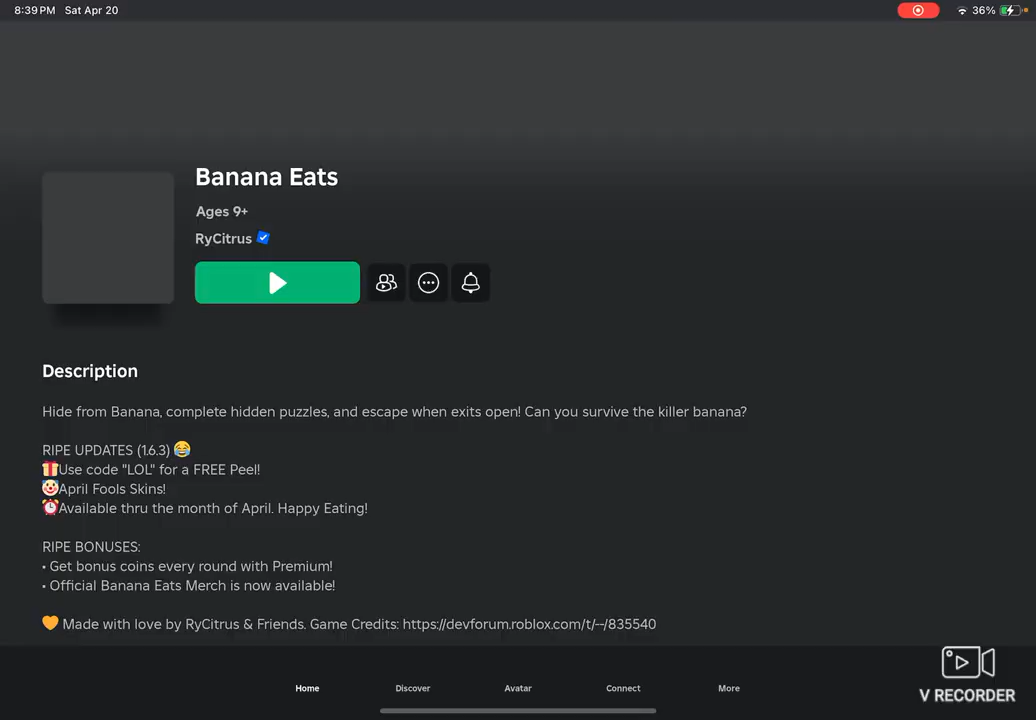 8:39 PM Sat Apr 20 36%
Banana Eats
Ages 9+
RyCitrus
Description
Hide from Banana, complete hidden puzzles, and escape when exits open! Can you survive the killer banana?
RIPE UPDATES (1.6.3) 😂
🎁Use code "LOL" for a FREE Peel!
🤡April Fools Skins!
⏰Available thru the month of April. Happy Eating!
RIPE BONUSES:
• Get bonus coins every round with Premium!
• Official Banana Eats Merch is now available!
🧡 Made with love by RyCitrus & Friends. Game Credits: https://devforum.roblox.com/t/--/835540
Home Discover Avatar Connect More
V RECORDER